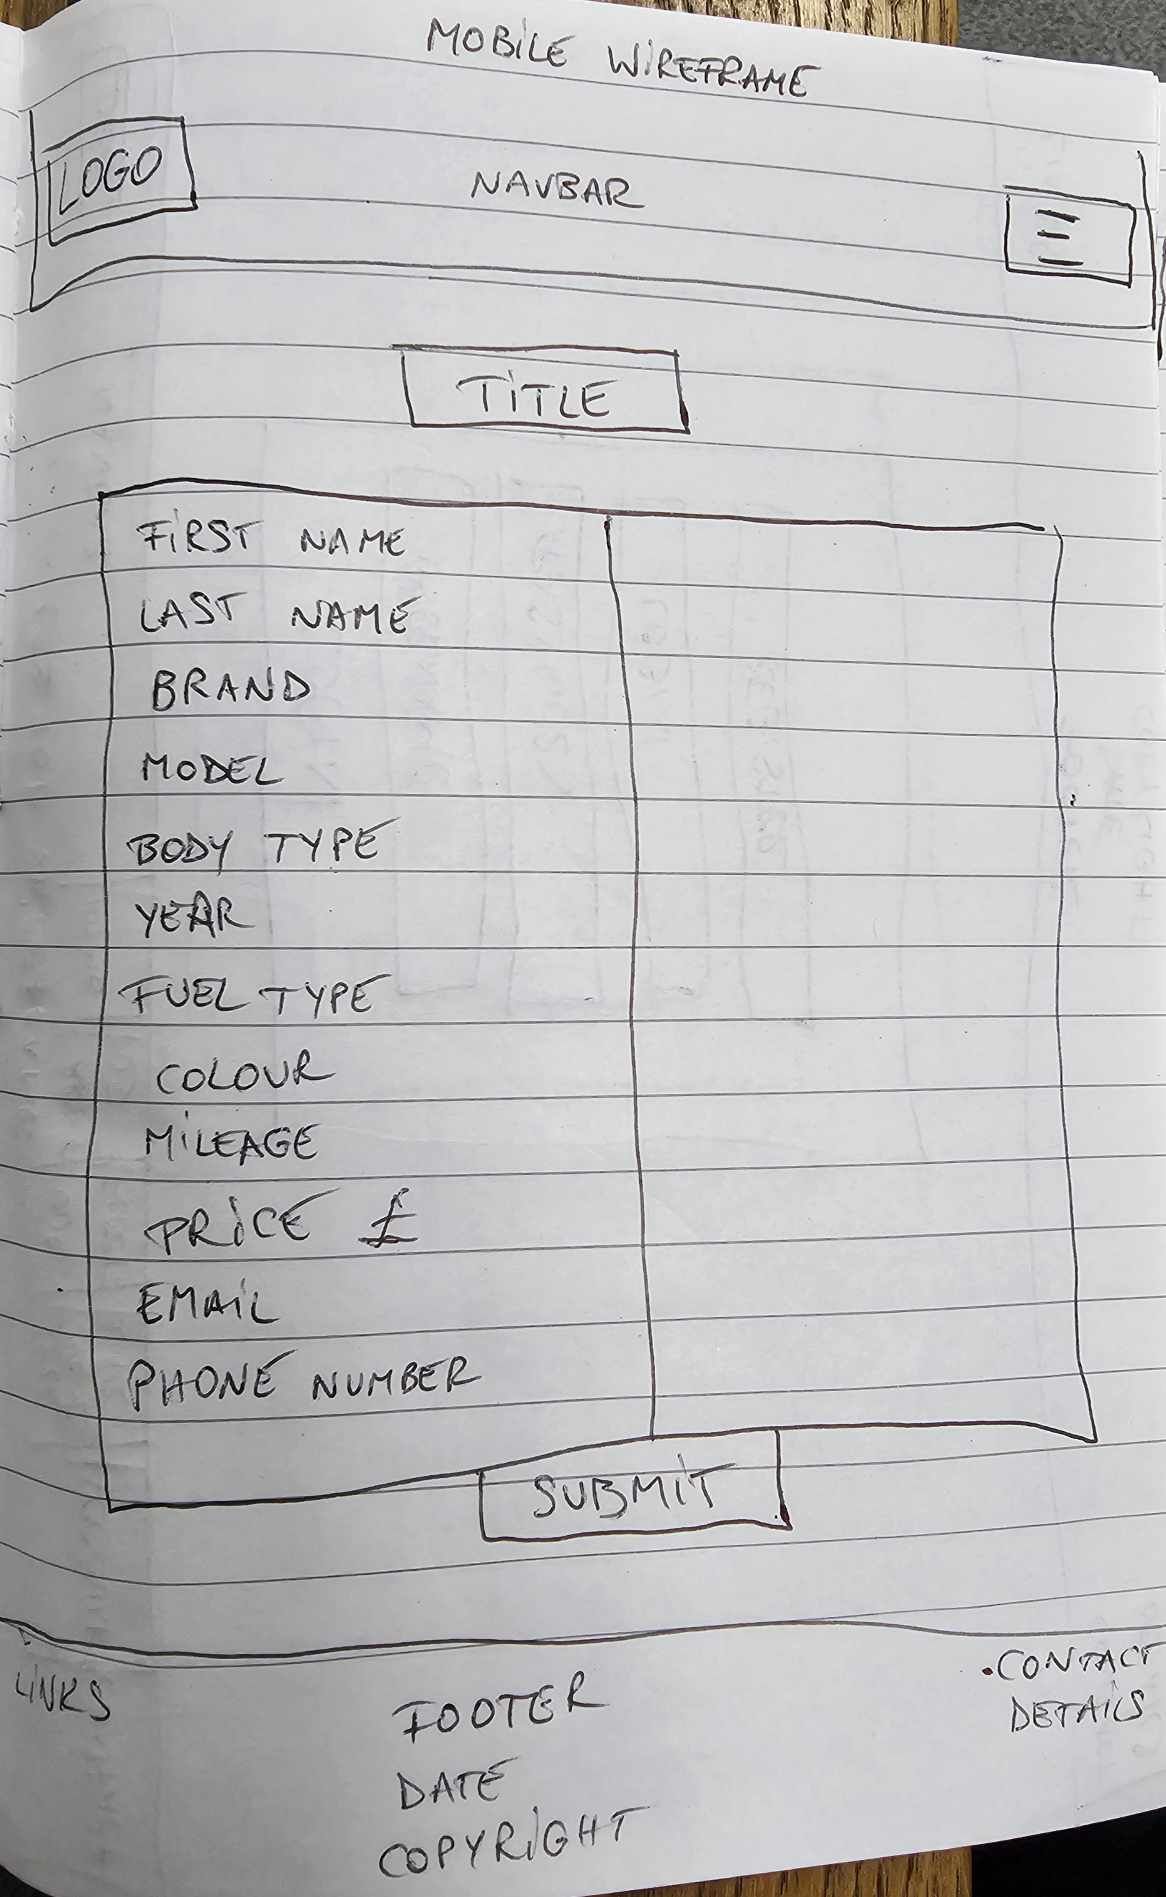 MOBILE WIREFRAME
LOGO
NAVBAR
TITLE
FIRST NAME
LAST NAME
BRAND
MODEL
BODY TYPE
YEAR
FUEL TYPE
COLOUR
MILEAGE
PRICE £
EMAIL
PHONE NUMBER
SUBMIT
LINKS
FOOTER
DATE
COPYRIGHT
.CONTACT
DETAILS